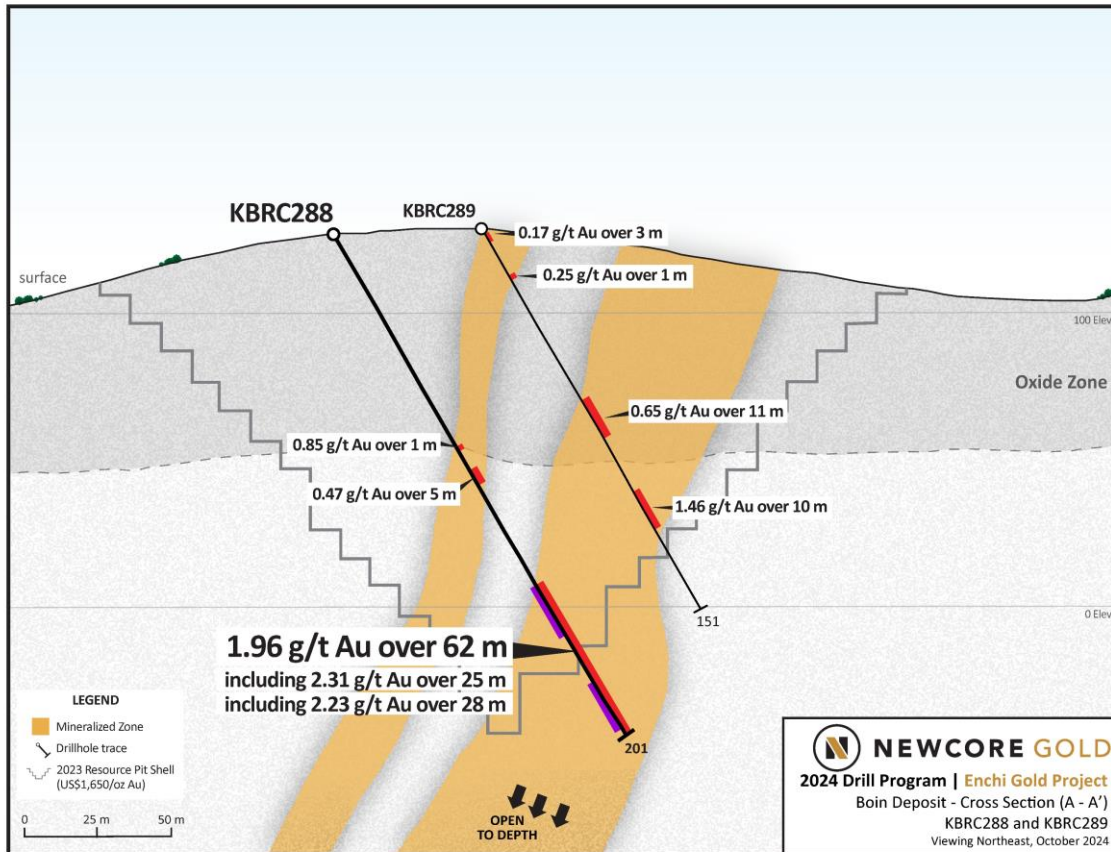 KBRC288
KBRC289
0.17 g/t Au over 3 m
0.25 g/t Au over 1 m
surface
100 Elev
Oxide Zone
0.65 g/t Au over 11 m
0.85 g/t Au over 1 m
0.47 g/t Au over 5 m
1.46 g/t Au over 10 m
0 Elev
151
1.96 g/t Au over 62 m
including 2.31 g/t Au over 25 m
including 2.23 g/t Au over 28 m
201
OPEN
TO DEPTH
LEGEND
Mineralized Zone
Drillhole trace
2023 Resource Pit Shell
(US$1,650/oz Au)
0 25 m 50 m
NEWCORE GOLD
2024 Drill Program | Enchi Gold Project
Boin Deposit - Cross Section (A - A')
KBRC288 and KBRC289
Viewing Northeast, October 2024